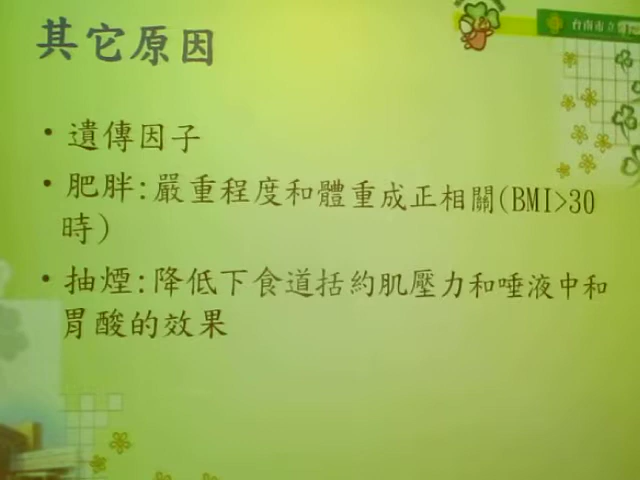 台南市立
其它原因
• 遺傳因子
• 肥胖:嚴重程度和體重成正相關(BMI>30
時)
• 抽煙:降低下食道括約肌壓力和唾液中和
胃酸的效果